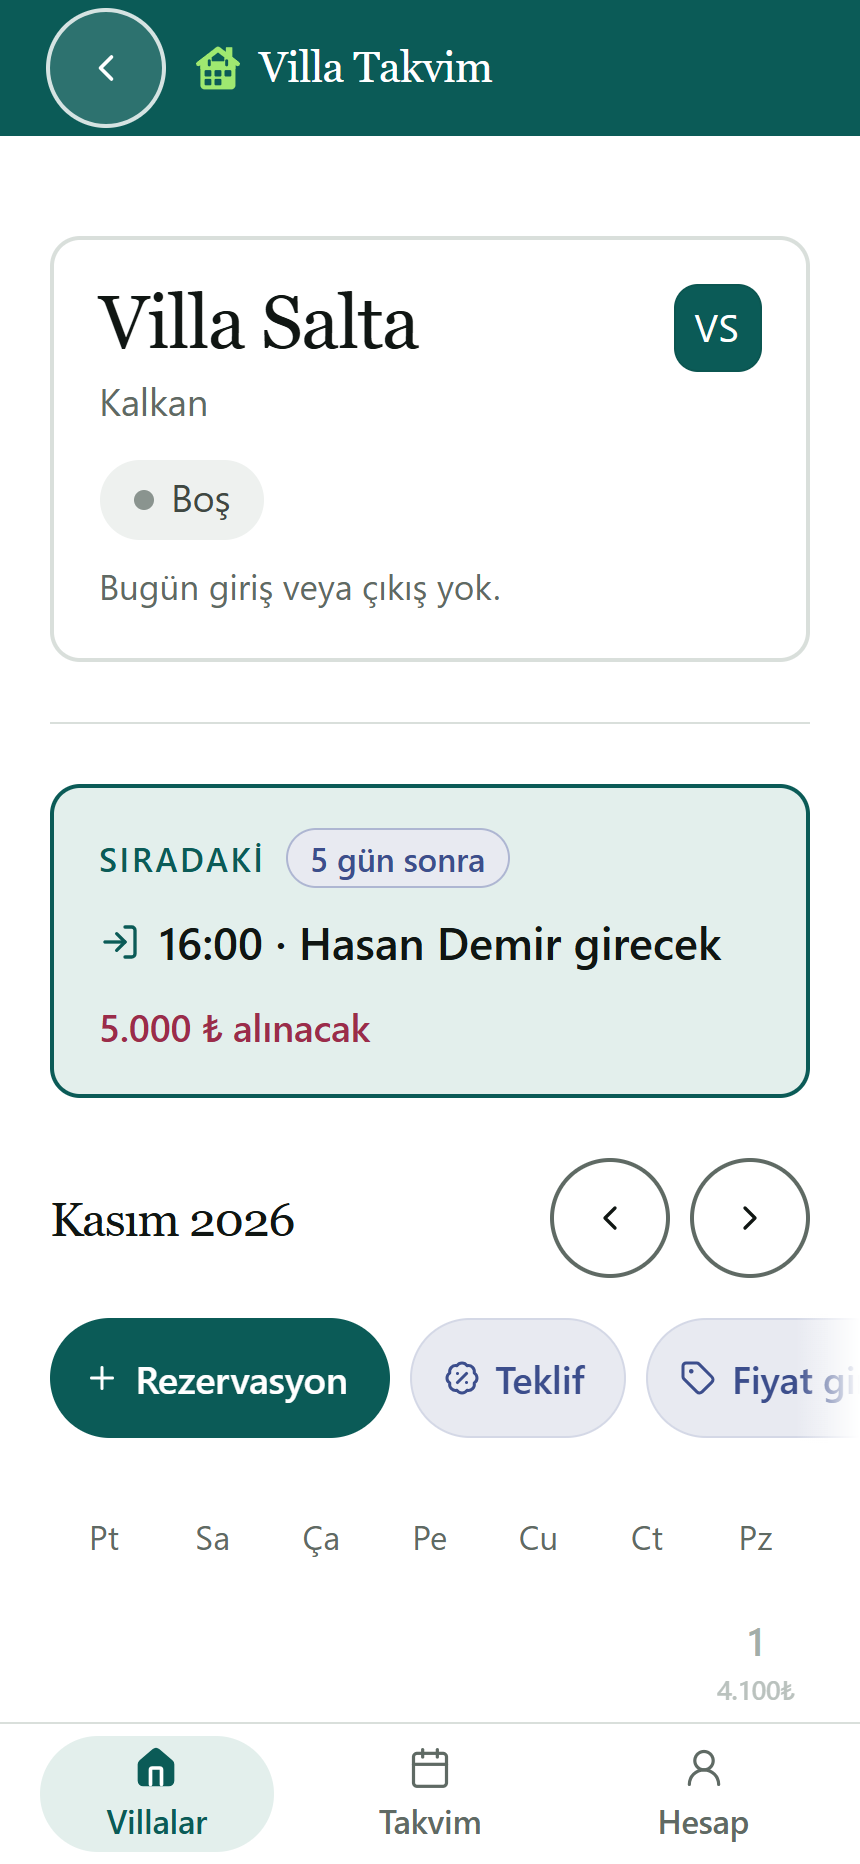 Villa Takvim
Villa Salta
VS
Kalkan
Boş
Bugün giriş veya çıkış yok.
SIRADAKİ
5 gün sonra
16:00 · Hasan Demir girecek
5.000 ₺ alınacak
Kasım 2026
+ Rezervasyon
Teklif
Fiyat gi
Pt Sa Ça Pe Cu Ct Pz
1
4.100₺
Villalar
Takvim
Hesap